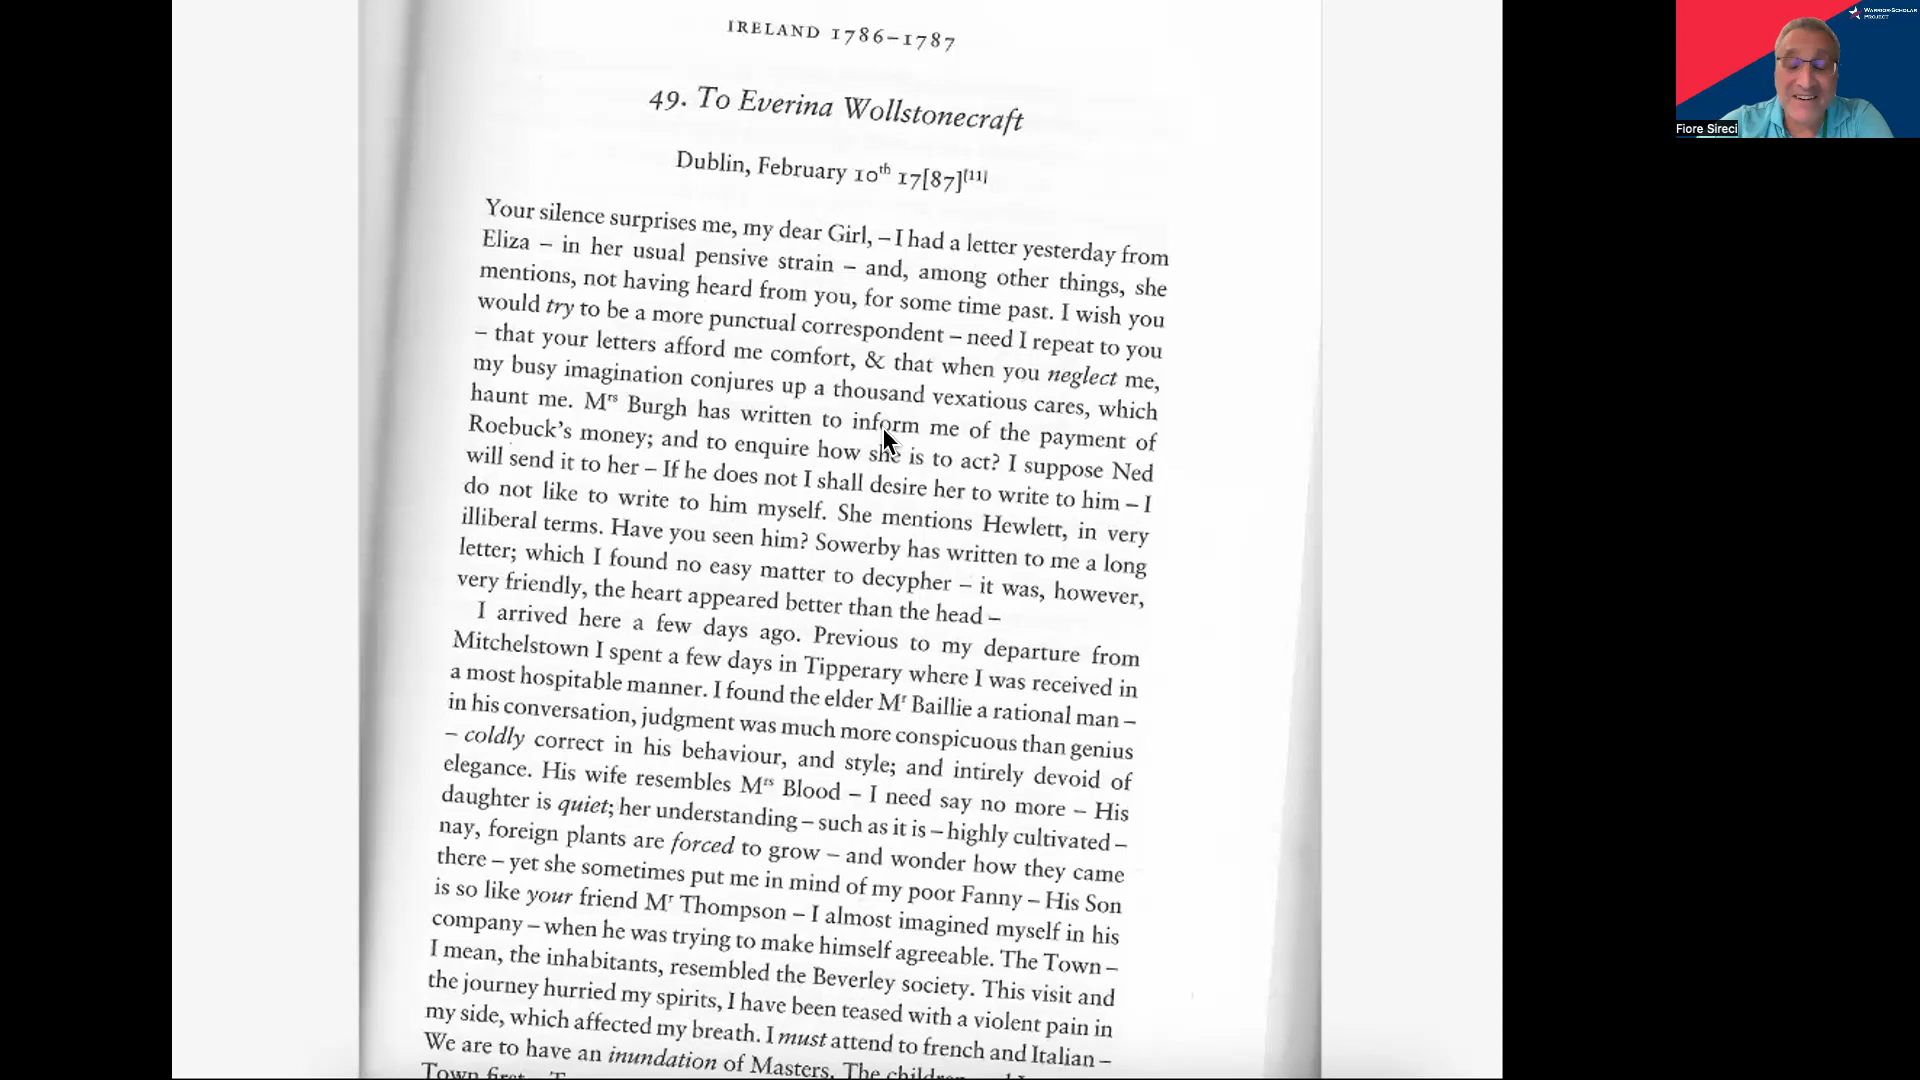 IRELAND 1786–1787
49. To Everina Wollstonecraft
Dublin, February 10th 17[87][11]
Your silence surprises me, my dear Girl, – I had a letter yesterday from
Eliza – in her usual pensive strain – and, among other things, she
mentions, not having heard from you, for some time past. I wish you
would try to be a more punctual correspondent – need I repeat to you
– that your letters afford me comfort, & that when you neglect me,
my busy imagination conjures up a thousand vexatious cares, which
haunt me. Mrs Burgh has written to inform me of the payment of
Roebuck's money; and to enquire how she is to act? I suppose Ned
will send it to her – If he does not I shall desire her to write to him – I
do not like to write to him myself. She mentions Hewlett, in very
illiberal terms. Have you seen him? Sowerby has written to me a long
letter; which I found no easy matter to decypher – it was, however,
very friendly, the heart appeared better than the head –
I arrived here a few days ago. Previous to my departure from
Mitchelstown I spent a few days in Tipperary where I was received in
a most hospitable manner. I found the elder Mr Baillie a rational man –
in his conversation, judgment was much more conspicuous than genius
– coldly correct in his behaviour, and style; and intirely devoid of
elegance. His wife resembles Mrs Blood – I need say no more – His
daughter is quiet; her understanding – such as it is – highly cultivated –
nay, foreign plants are forced to grow – and wonder how they came
there – yet she sometimes put me in mind of my poor Fanny – His Son
is so like your friend Mr Thompson – I almost imagined myself in his
company – when he was trying to make himself agreeable. The Town –
I mean, the inhabitants, resembled the Beverley society. This visit and
the journey hurried my spirits, I have been teased with a violent pain in
my side, which affected my breath. I must attend to french and Italian –
We are to have an inundation of Masters. The
Town first
WARRIOR-SCHOLAR
PROJECT
Fiore Sireci